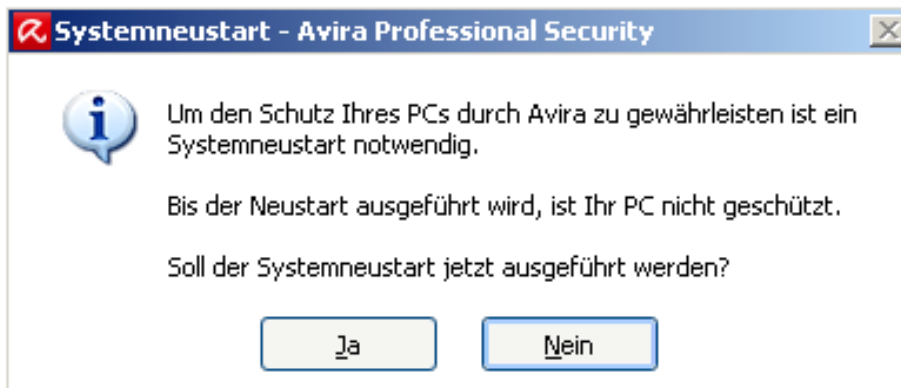 Systemneustart - Avira Professional Security
Um den Schutz Ihres PCs durch Avira zu gewährleisten ist ein
Systemneustart notwendig.
Bis der Neustart ausgeführt wird, ist Ihr PC nicht geschützt.
Soll der Systemneustart jetzt ausgeführt werden?
Ja Nein